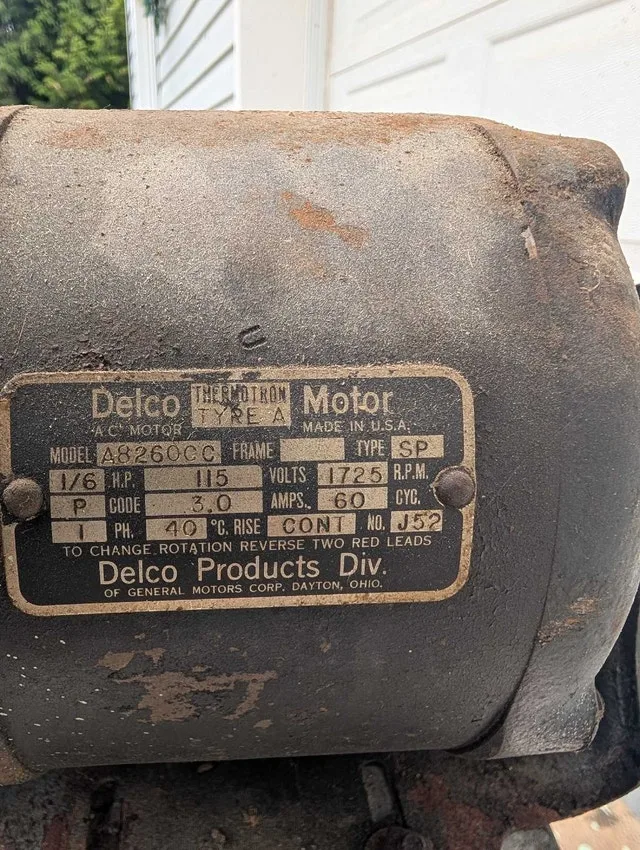 U
Delco THERMOTRON TYPE A Motor
A.C. MOTOR MADE IN U.S.A.
MODEL A8260CC FRAME TYPE SP
1/6 H.P. 115 VOLTS 1725 R.P.M.
P CODE 3.0 AMPS. 60 CYC.
1 PH. 40 °C. RISE CONT NO. J52
TO CHANGE ROTATION REVERSE TWO RED LEADS
Delco Products Div.
OF GENERAL MOTORS CORP. DAYTON, OHIO.